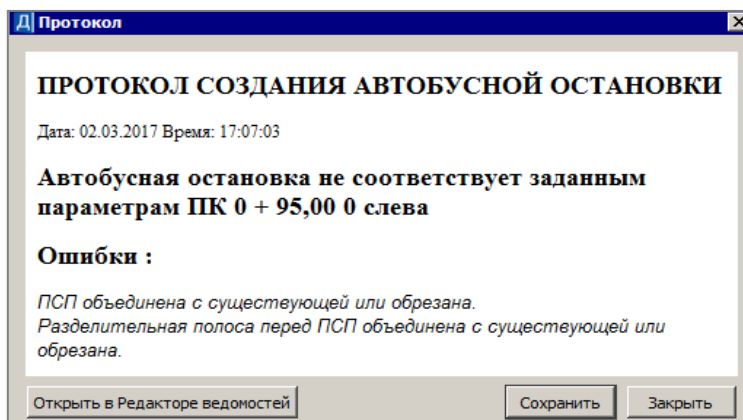 Д Протокол
ПРОТОКОЛ СОЗДАНИЯ АВТОБУСНОЙ ОСТАНОВКИ
Дата: 02.03.2017 Время: 17:07:03
Автобусная остановка не соответствует заданным
параметрам ПК 0 + 95,00 0 слева
Ошибки :
ПСП объединена с существующей или обрезана.
Разделительная полоса перед ПСП объединена с существующей или
обрезана.
Открыть в Редакторе ведомостей Сохранить Закрыть